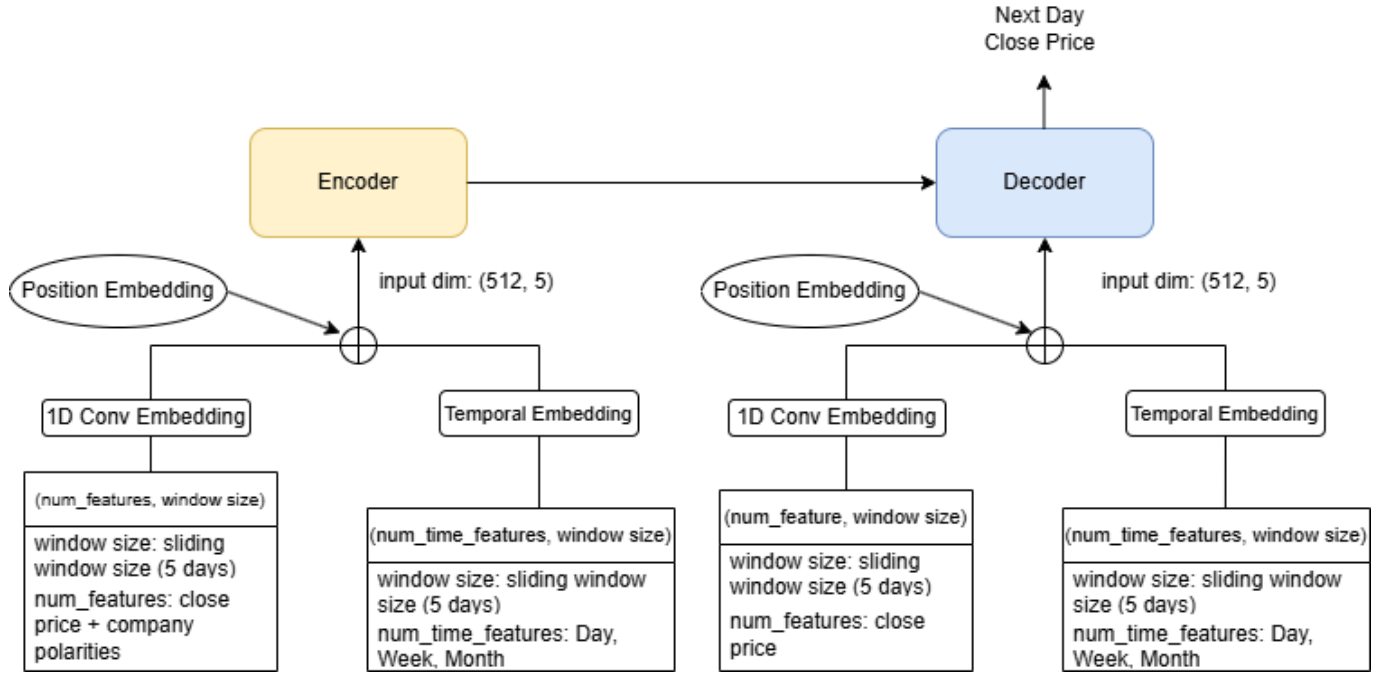 Next Day
Close Price
Encoder
Decoder
Position Embedding
input dim: (512, 5)
Position Embedding
input dim: (512, 5)
1D Conv Embedding
Temporal Embedding
1D Conv Embedding
Temporal Embedding
(num_features, window size)
window size: sliding
window size (5 days)
num_features: close
price + company
polarities
(num_time_features, window size)
window size: sliding window
size (5 days)
num_time_features: Day,
Week, Month
(num_feature, window size)
window size: sliding
window size (5 days)
num_features: close
price
(num_time_features, window size)
window size: sliding window
size (5 days)
num_time_features: Day,
Week, Month